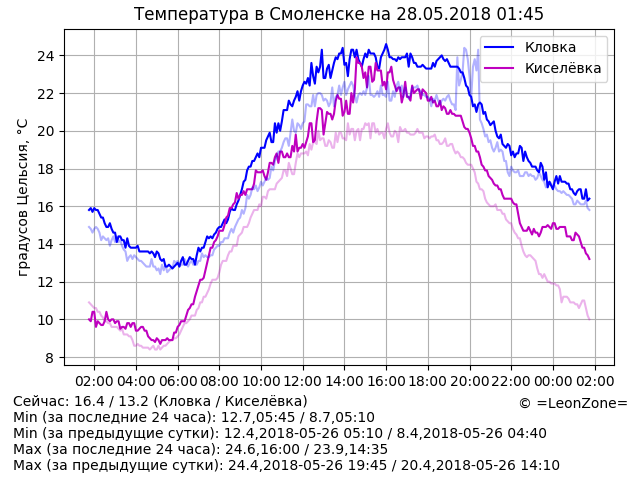 Температура в Смоленске на 28.05.2018 01:45
Кловка
Киселёвка
градусов Цельсия, °C
24
22
20
18
16
14
12
10
8
02:00 04:00 06:00 08:00 10:00 12:00 14:00 16:00 18:00 20:00 22:00 00:00 02:00
Сейчас: 16.4 / 13.2 (Кловка / Киселёвка)
© =LeonZone=
Min (за последние 24 часа): 12.7,05:45 / 8.7,05:10
Min (за предыдущие сутки): 12.4,2018-05-26 05:10 / 8.4,2018-05-26 04:40
Max (за последние 24 часа): 24.6,16:00 / 23.9,14:35
Max (за предыдущие сутки): 24.4,2018-05-26 19:45 / 20.4,2018-05-26 14:10